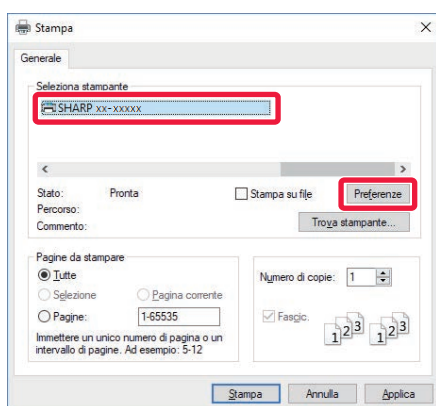 Stampa
Generale
Seleziona stampante
SHARP xx-xxxxx
Stato: Pronta
Stampa su file
Preferenze
Percorso:
Commento:
Trova stampante...
Pagine da stampare
Tutte
Selezione Pagina corrente
Pagine: 1-65535
Immettere un unico numero di pagina o un
intervallo di pagine. Ad esempio: 5-12
Numero di copie: 1
Fascic.
1 2 3 1 2 3
Stampa Annulla Applica